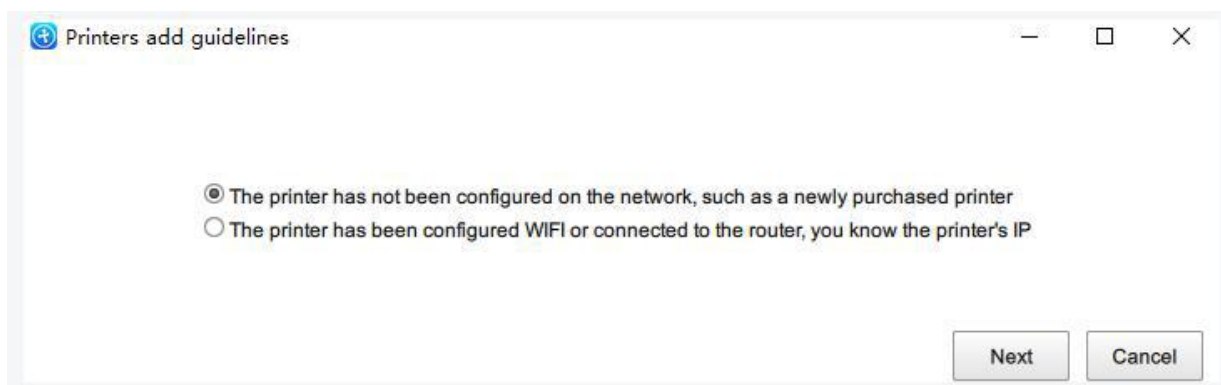 Printers add guidelines
The printer has not been configured on the network, such as a newly purchased printer
The printer has been configured WIFI or connected to the router, you know the printer's IP
Next Cancel